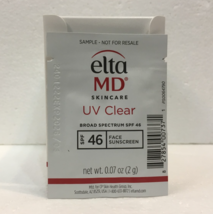 SAMPLE - NOT FOR RESALE
elta
MD®
SKINCARE
UV Clear
BROAD SPECTRUM SPF 46
SPF 46 FACE SUNSCREEN
net wt. 0.07 oz (2 g)